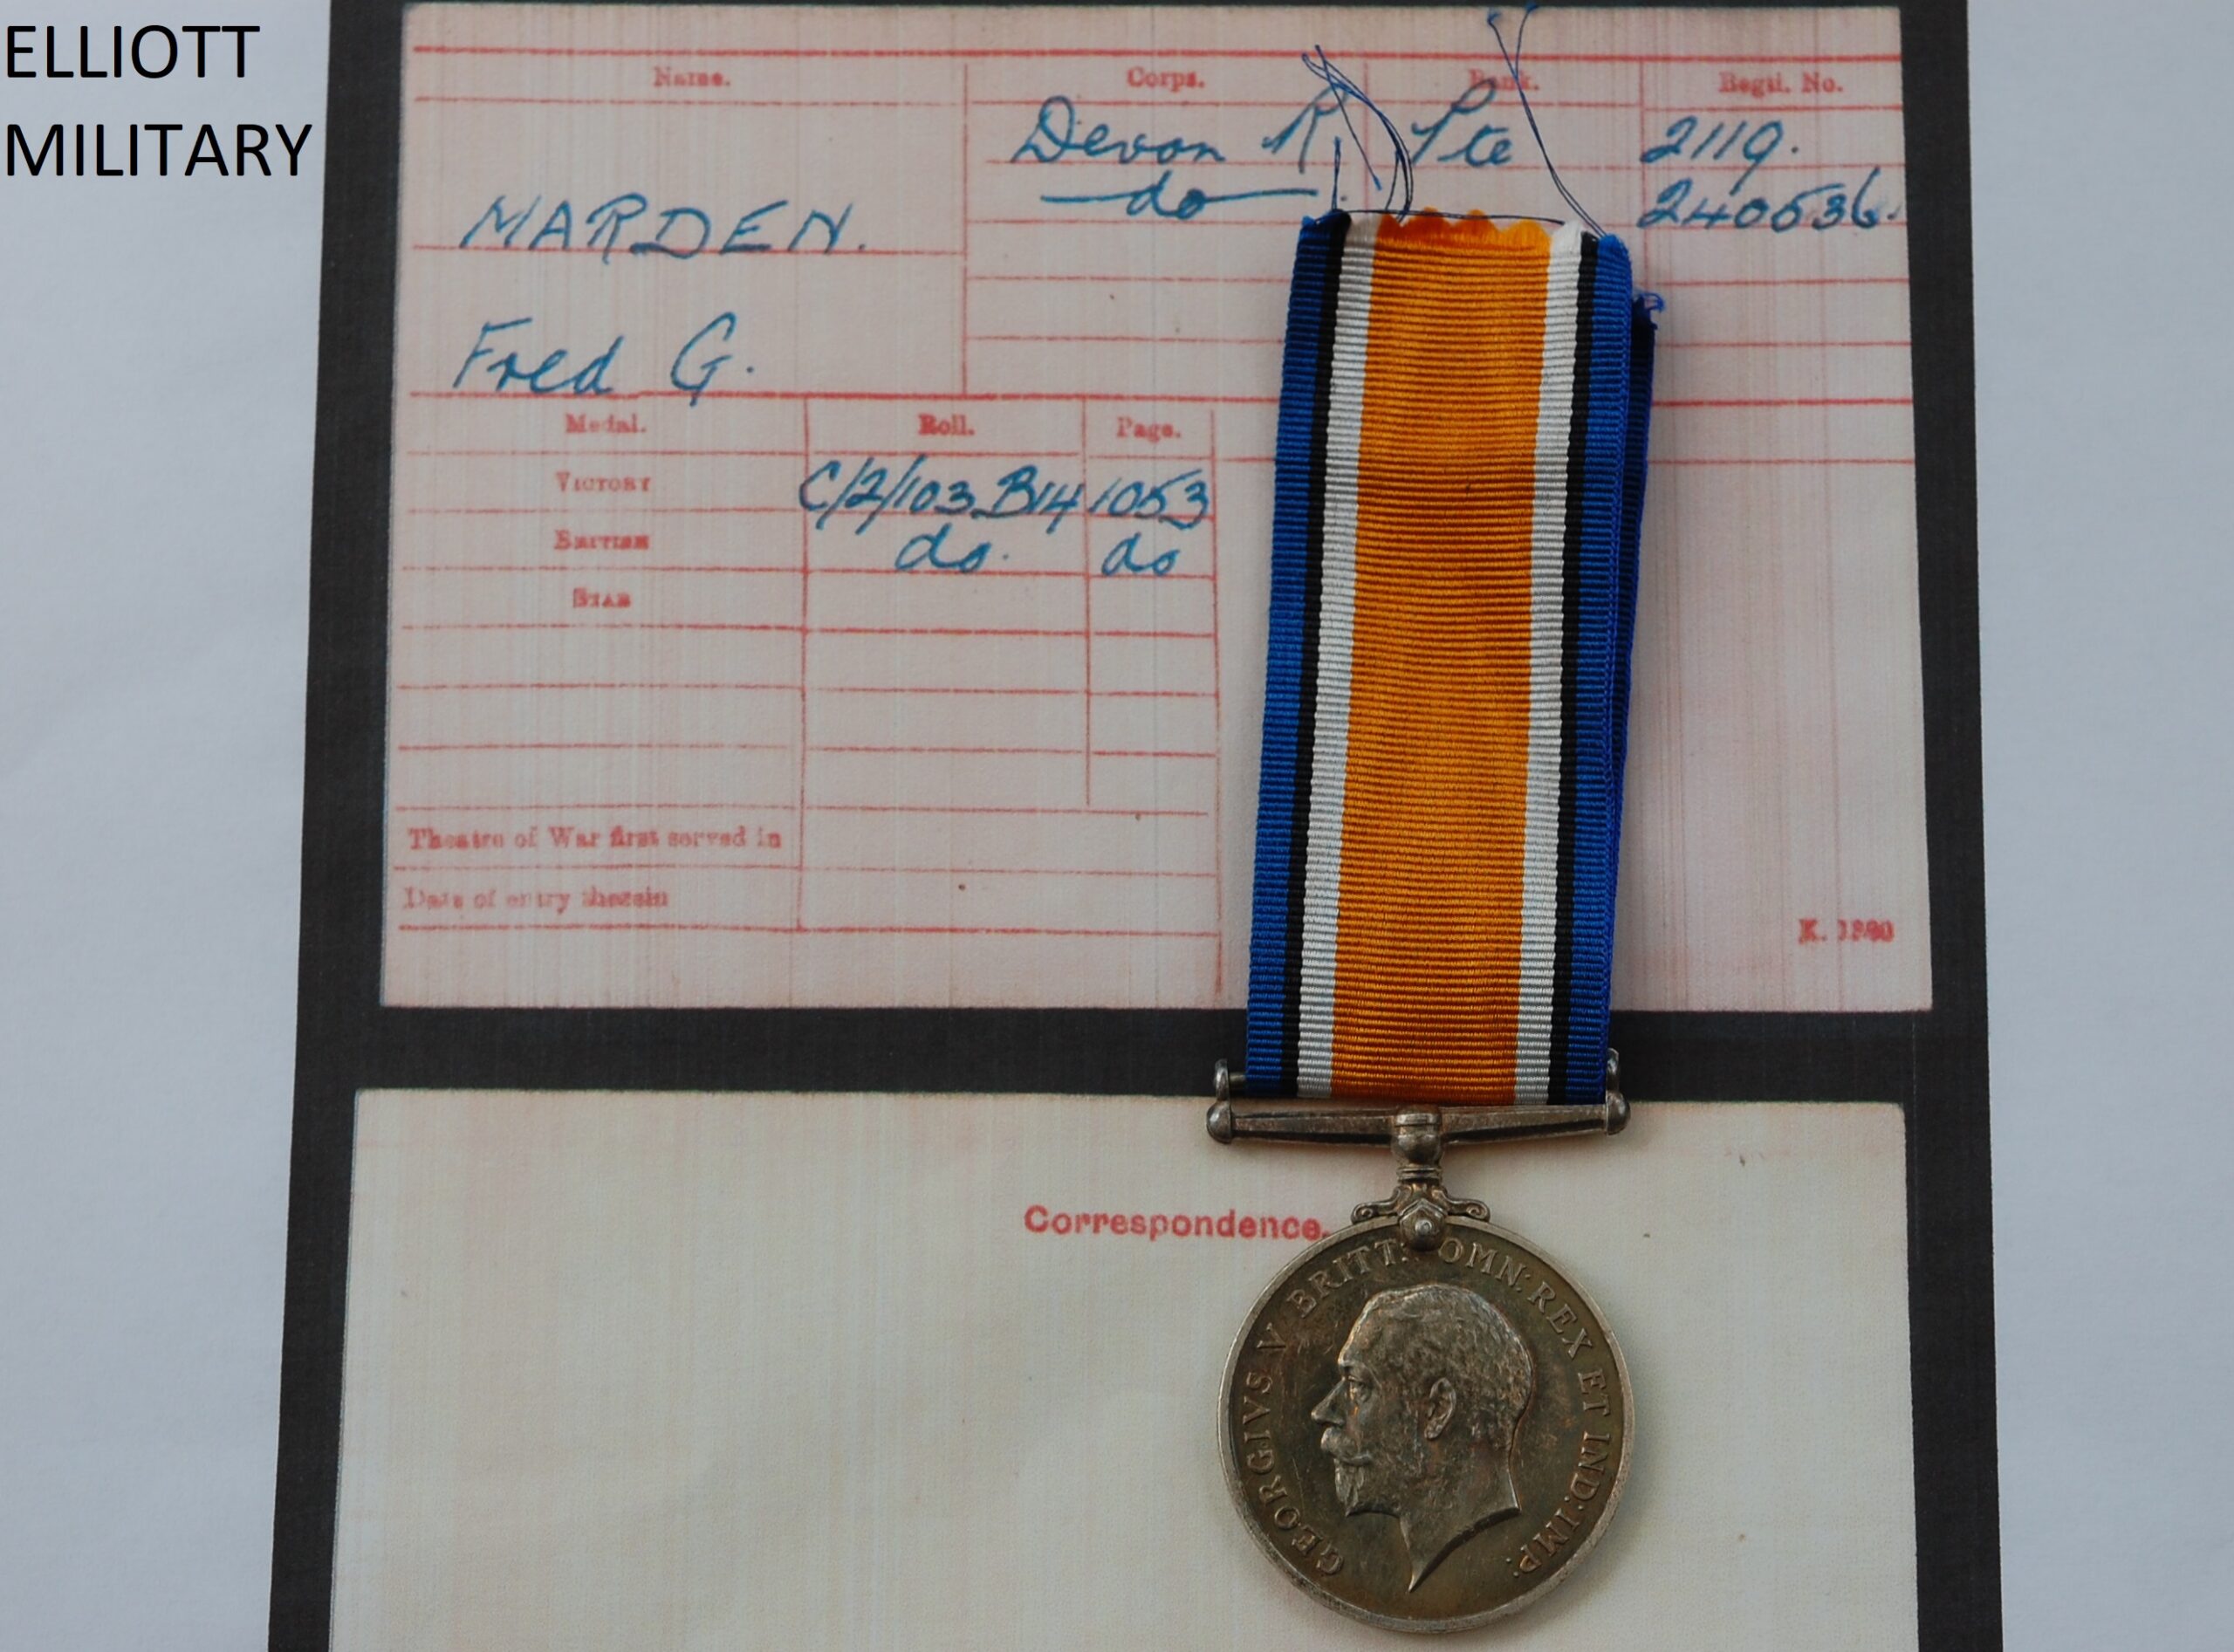 ELLIOTT
MILITARY
Name. Corps. Rank. Regtl. No.
Devon R. Pte 2119.
do 240536.
MARDEN.
Fred G.
Medal. Roll. Page.
VICTORY C/2/103 B14 1053
BRITISH do. do
STAR
Theatre of War first served in
Date of entry therein
K. 1380
Correspondence.
GEORGIVS V BRITT: OMN: REX ET IND: IMP: